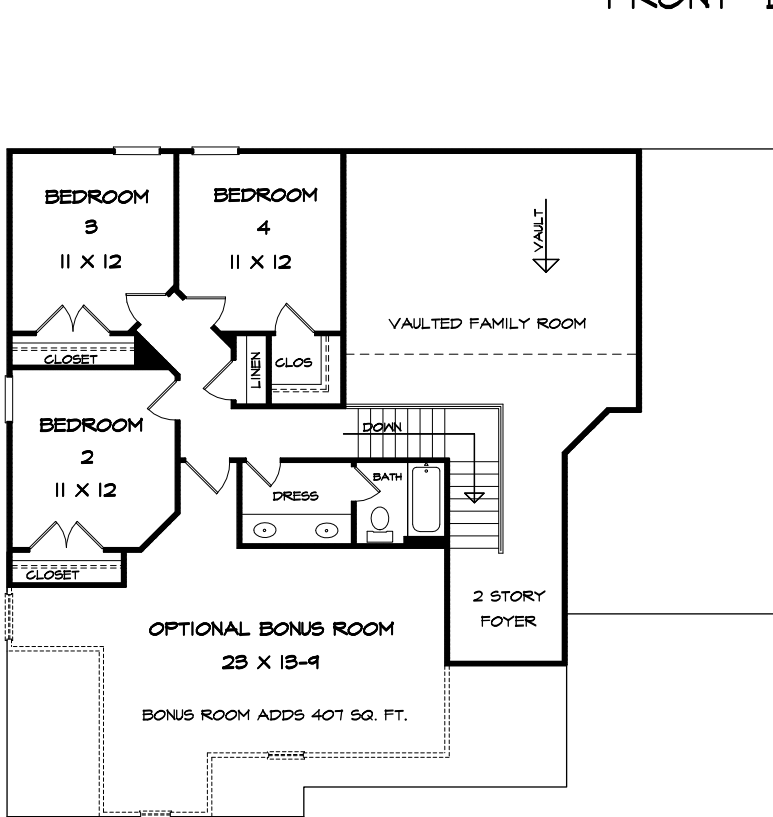 FRONT
BEDROOM
3
11 X 12
BEDROOM
4
11 X 12
VAULT
VAULTED FAMILY ROOM
CLOSET
LINEN
CLOS
BEDROOM
2
11 X 12
DOWN
BATH
DRESS
CLOSET
2 STORY
FOYER
OPTIONAL BONUS ROOM
23 X 13-9
BONUS ROOM ADDS 407 SQ. FT.